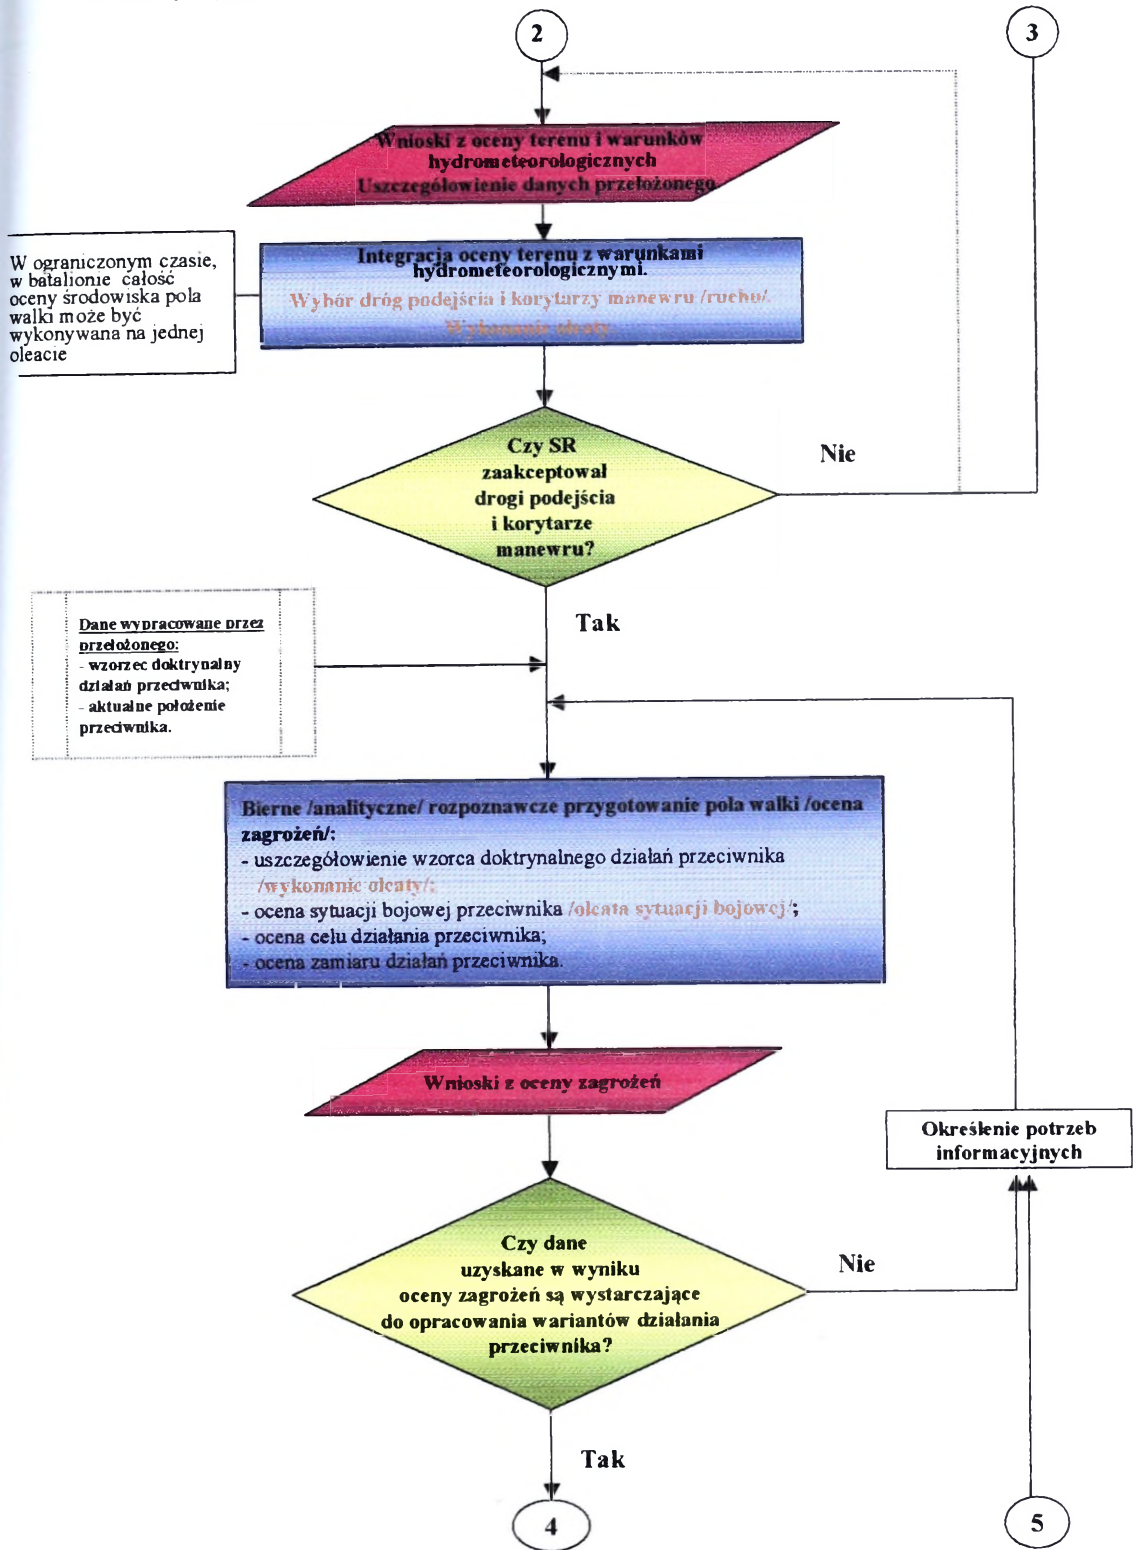 2
3
Wnioski z oceny terenu i warunków
hydrometeorologicznych
Uszczegółowienie danych przełożonego
W ograniczonym czasie,
w batalionie całość
oceny środowiska pola
walki może być
wykonywana na jednej
oleacie
Integracja oceny terenu z warunkami
hydrometeorologicznymi.
Wybór dróg podejścia i korytarzy manewru /ruchu/.
Wykonanie oleaty
Czy SR
zaakceptował
drogi podejścia
i korytarze
manewru?
Nie
Tak
Dane wypracowane przez
przełożonego:
- wzorzec doktrynalny
działań przeciwnika;
- aktualne położenie
przeciwnika.
Bierne /analityczne/ rozpoznawcze przygotowanie pola walki /ocena
zagrożeń/:
- uszczegółowienie wzorca doktrynalnego działań przeciwnika
/wykonanie oleaty/;
- ocena sytuacji bojowej przeciwnika /oleata sytuacji bojowej/;
- ocena celu działania przeciwnika;
- ocena zamiaru działań przeciwnika.
Wnioski z oceny zagrożeń
Określenie potrzeb
informacyjnych
Czy dane
uzyskane w wyniku
oceny zagrożeń są wystarczające
do opracowania wariantów działania
przeciwnika?
Nie
Tak
4
5